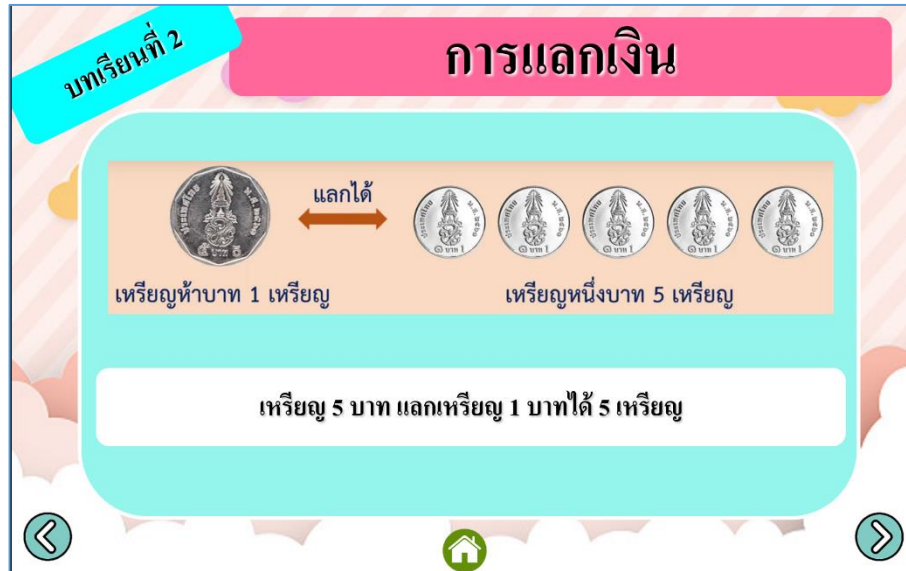 บทเรียนที่ 2
การแลกเงิน
แลกได้
เหรียญห้าบาท 1 เหรียญ
เหรียญหนึ่งบาท 5 เหรียญ
เหรียญ 5 บาท แลกเหรียญ 1 บาทได้ 5 เหรียญ